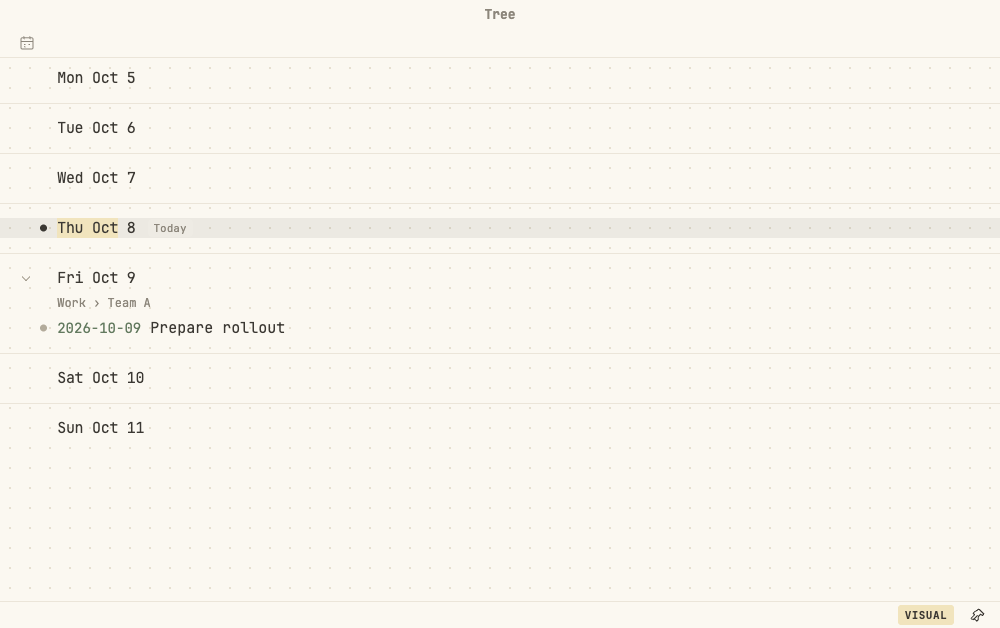 Tree
Mon Oct 5
Tue Oct 6
Wed Oct 7
Thu Oct 8 Today
Fri Oct 9
Work › Team A
2026-10-09 Prepare rollout
Sat Oct 10
Sun Oct 11
VISUAL